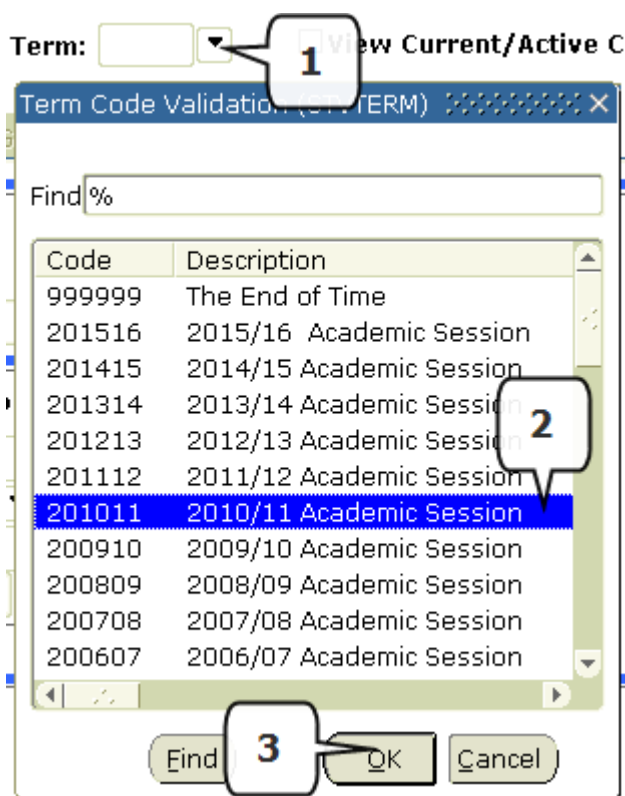 Term:
1
View Current/Active C
Term Code Validation (STVTERM)
Find %
Code Description
999999 The End of Time
201516 2015/16 Academic Session
201415 2014/15 Academic Session
201314 2013/14 Academic Session
201213 2012/13 Academic Session
2
201112 2011/12 Academic Session
201011 2010/11 Academic Session
200910 2009/10 Academic Session
200809 2008/09 Academic Session
200708 2007/08 Academic Session
200607 2006/07 Academic Session
Find
3
OK
Cancel